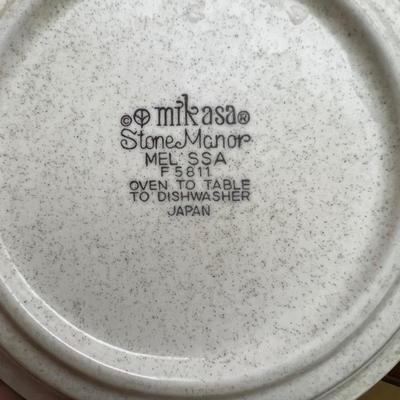 © mikasa®
Stone Manor
MEL SSA
F 5811
OVEN TO TABLE
TO DISHWASHER
JAPAN